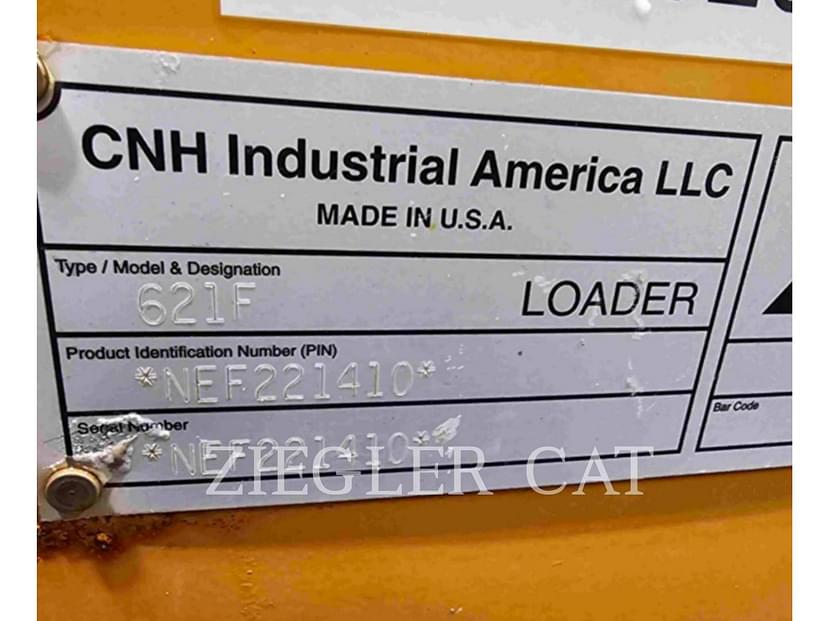 CNH Industrial America LLC
MADE IN U.S.A.
Type / Model & Designation
621F LOADER
Product Identification Number (PIN)
*NEF221410*
Serial Number
*NEF221410*
Bar Code
ZIEGLER CAT